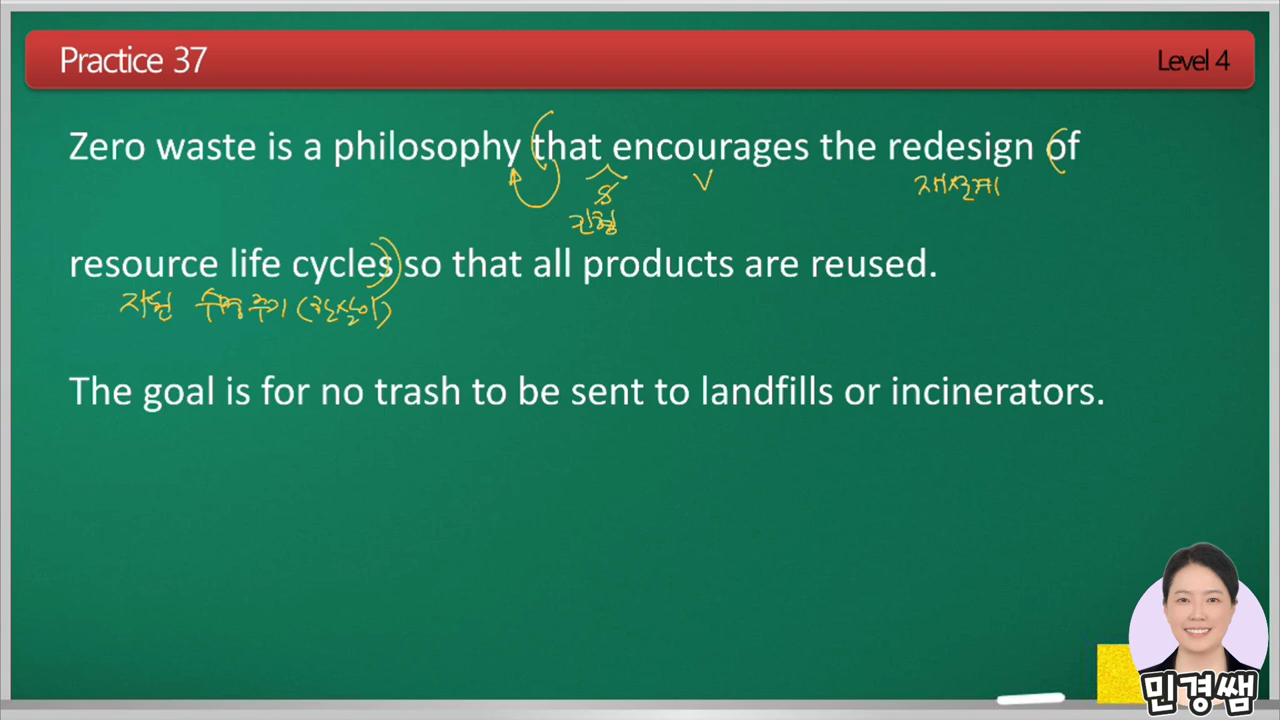 Practice 37
Level 4
Zero waste is a philosophy that encourages the redesign of
S V 재설계
관형
resource life cycles so that all products are reused.
자원 수명주기 (한살이)
The goal is for no trash to be sent to landfills or incinerators.
민경쌤